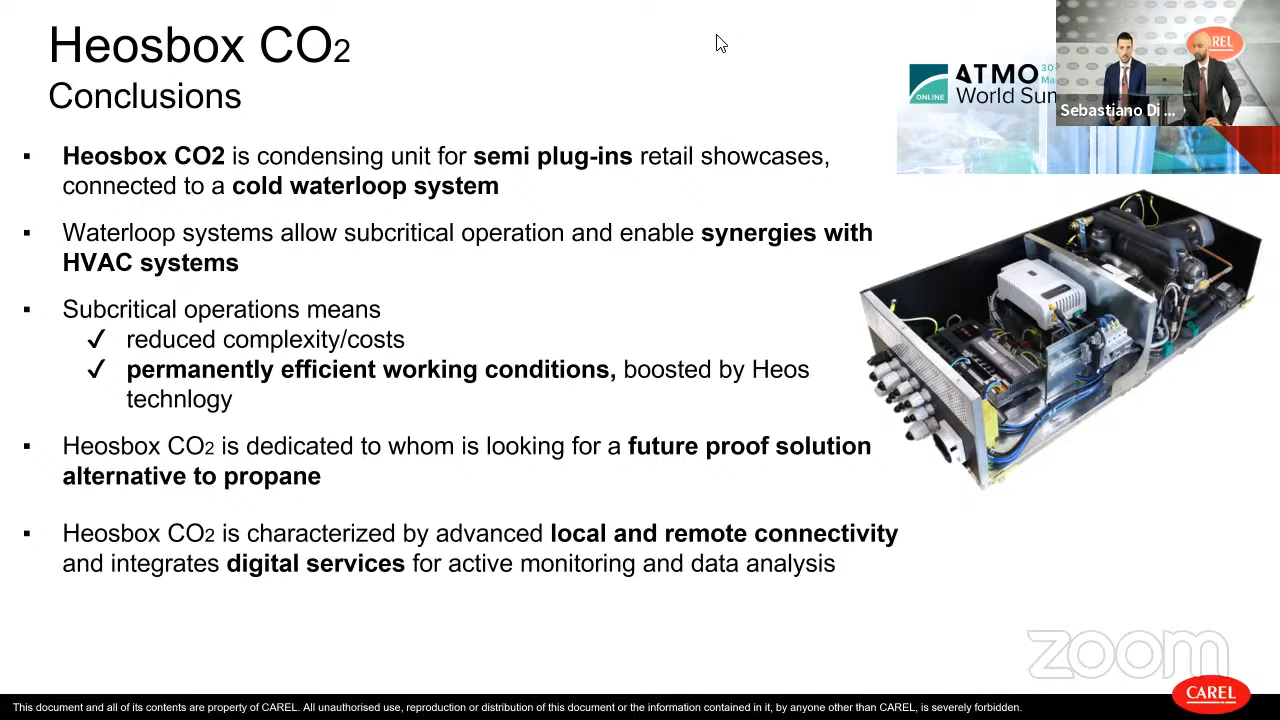 Heosbox CO2
Conclusions
CAREL
ATMO
ONLINE
World Sum
Sebastiano Di ...
▪ Heosbox CO2 is condensing unit for semi plug-ins retail showcases,
connected to a cold waterloop system
▪ Waterloop systems allow subcritical operation and enable synergies with
HVAC systems
▪ Subcritical operations means
✓ reduced complexity/costs
✓ permanently efficient working conditions, boosted by Heos
technlogy
▪ Heosbox CO2 is dedicated to whom is looking for a future proof solution
alternative to propane
▪ Heosbox CO2 is characterized by advanced local and remote connectivity
and integrates digital services for active monitoring and data analysis
zoom
CAREL
This document and all of its contents are property of CAREL. All unauthorised use, reproduction or distribution of this document or the information contained in it, by anyone other than CAREL, is severely forbidden.